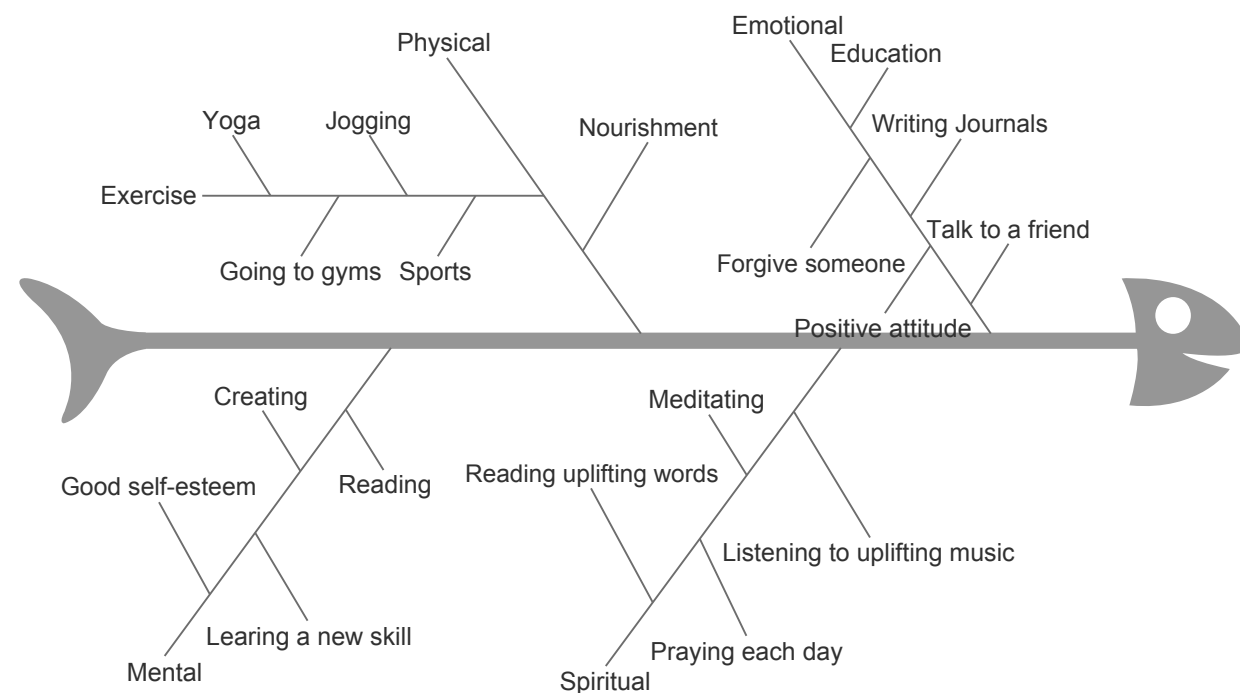 Emotional
Physical
Education
Yoga
Jogging
Nourishment
Writing Journals
Exercise
Talk to a friend
Going to gyms
Sports
Forgive someone
Positive attitude
Creating
Meditating
Reading uplifting words
Good self-esteem
Reading
Listening to uplifting music
Learing a new skill
Praying each day
Mental
Spiritual